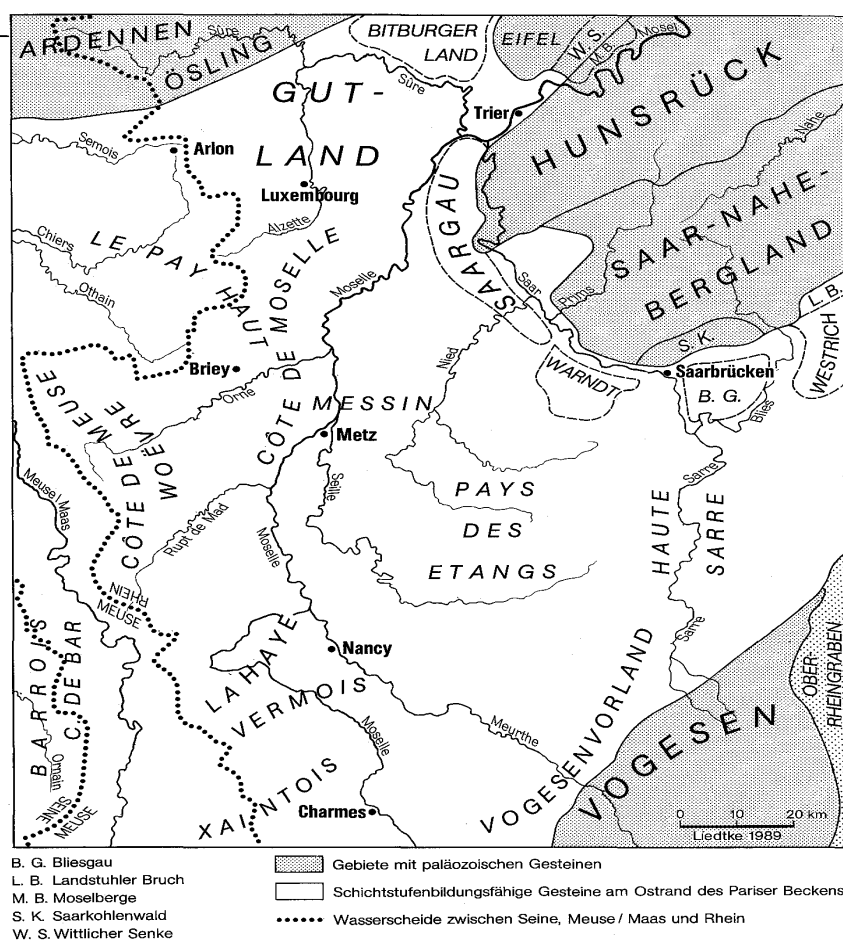 ARDENNEN
Sûre
ÖSLING
BITBURGER
LAND
EIFEL
W. S.
M. B.
Mosel
GUT-
LAND
Sûre
Trier
HUNSRÜCK
Nahe
Semois
Arlon
Luxembourg
Alzette
SAARGAU
SAAR-NAHE-
BERGLAND
Chiers
LE PAY HAUT
Othain
CÔTE DE MOSELLE
Moselle
Saar
Prims
L. B.
S. K.
WESTRICH
Briey
Orne
Nied
WARNDT
Saarbrücken
B. G.
Blies
CÔTE DE MEUSE
WOËVRE
MESSIN
Metz
Seille
Meuse/Maas
Rupt de Mad
Moselle
PAYS
DES
ETANGS
Sarre
HAUTE
SARRE
RHEIN
MEUSE
BARROIS
C. DE BAR
Ornain
SEINE
MEUSE
LA HAYE
Nancy
VERMOIS
Moselle
Meurthe
XAINTOIS
Charmes
Sarre
VOGESENVORLAND
VOGESEN
OBER-
RHEINGRABEN
0 10 20 km
Liedtke 1989
B. G. Bliesgau
L. B. Landstuhler Bruch
M. B. Moselberge
S. K. Saarkohlenwald
W. S. Wittlicher Senke
Gebiete mit paläozoischen Gesteinen
Schichtstufenbildungsfähige Gesteine am Ostrand des Pariser Beckens
Wasserscheide zwischen Seine, Meuse / Maas und Rhein